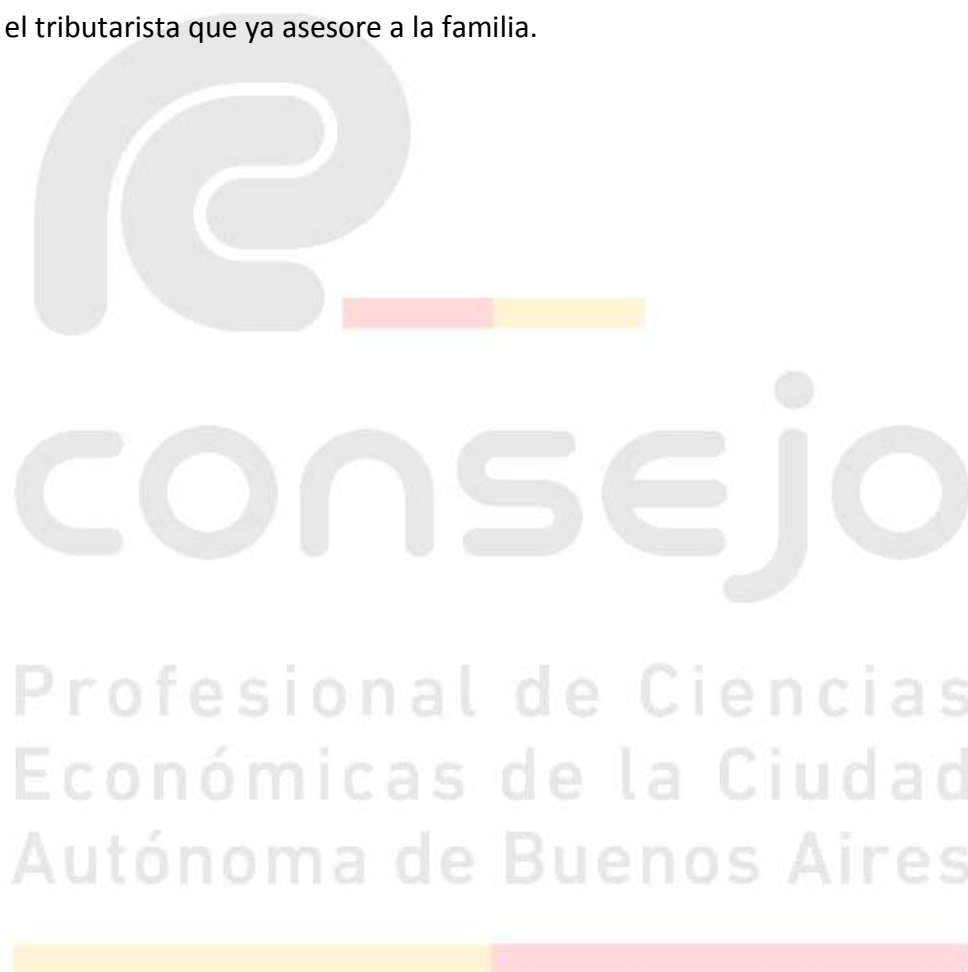 el tributarista que ya asesore a la familia.
consejo
Profesional de Ciencias
Económicas de la Ciudad
Autónoma de Buenos Aires